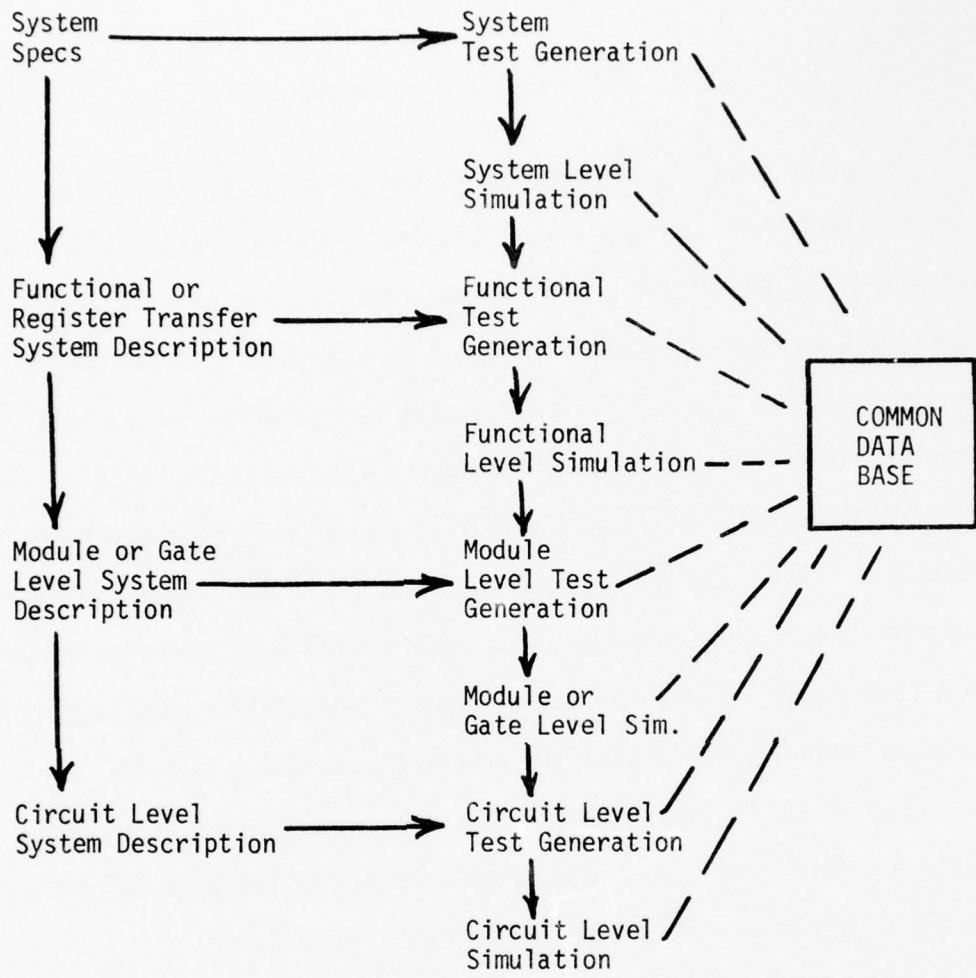 System
Specs
System
Test Generation
System Level
Simulation
Functional or
Register Transfer
System Description
Functional
Test
Generation
COMMON
DATA
BASE
Functional
Level Simulation
Module or Gate
Level System
Description
Module
Level Test
Generation
Module or
Gate Level Sim.
Circuit Level
System Description
Circuit Level
Test Generation
Circuit Level
Simulation